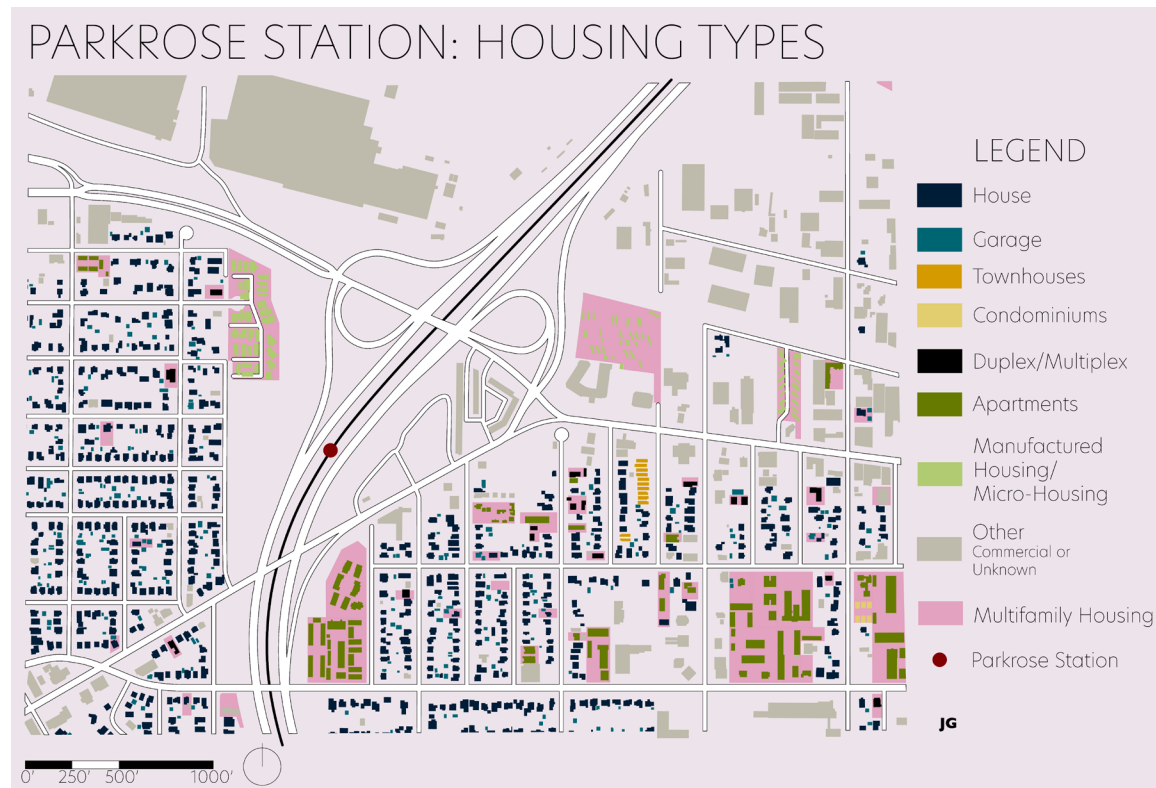 PARKROSE STATION: HOUSING TYPES
LEGEND
House
Garage
Townhouses
Condominiums
Duplex/Multiplex
Apartments
Manufactured
Housing/
Micro-Housing
Other
Commercial or
Unknown
Multifamily Housing
Parkrose Station
JG
0' 250' 500' 1000'